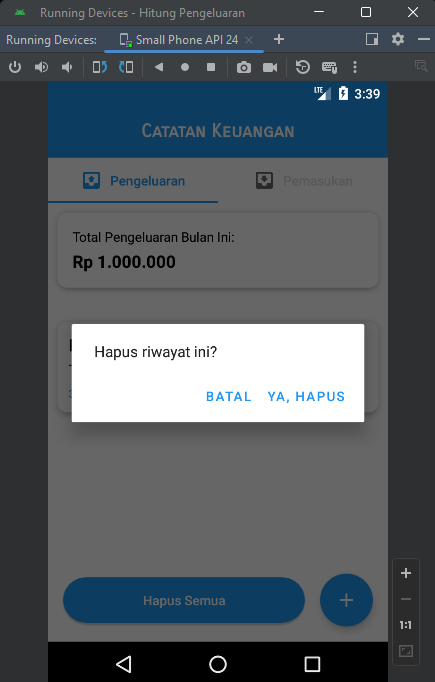 Running Devices - Hitung Pengeluaran
Running Devices:
Small Phone API 24
LTE
3:39
Catatan Keuangan
Pengeluaran
Pemasukan
Total Pengeluaran Bulan Ini:
Rp 1.000.000
Hapus riwayat ini?
BATAL
YA, HAPUS
Hapus Semua
1:1